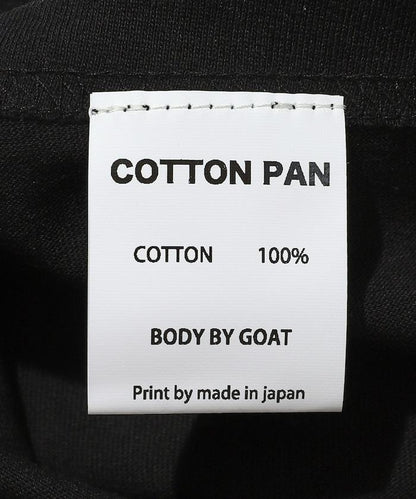 COTTON PAN
COTTON 100%
BODY BY GOAT
Print by made in japan